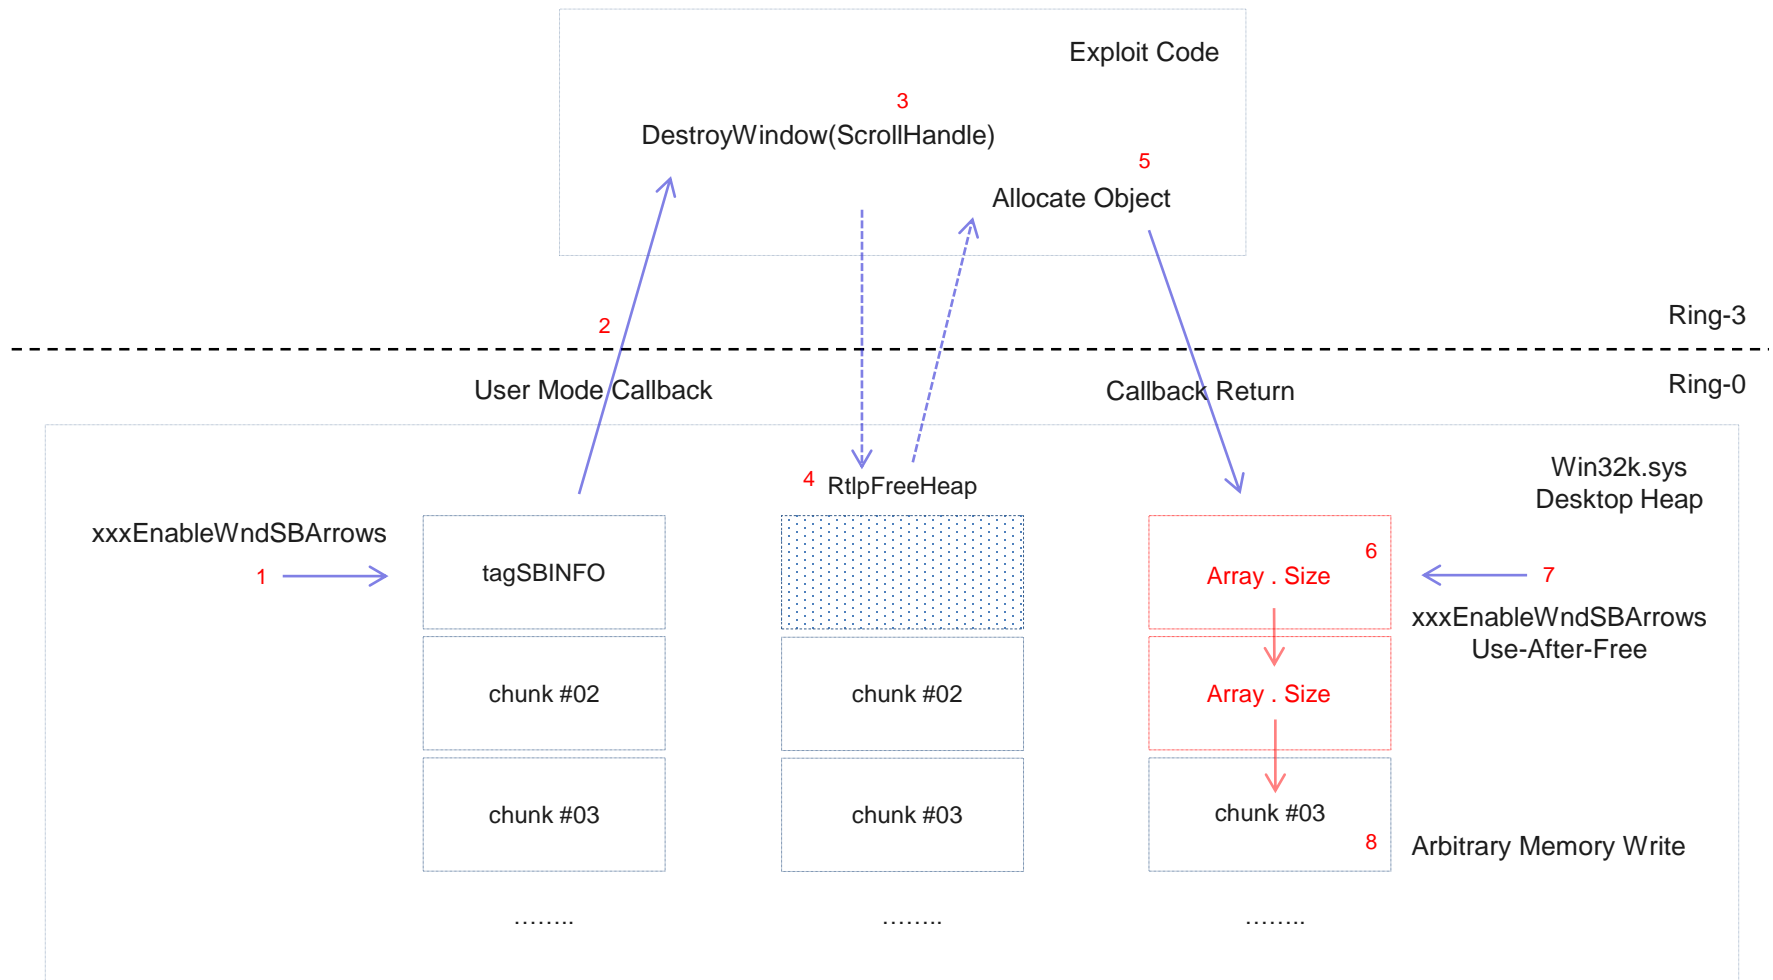 Exploit Code
3
DestroyWindow(ScrollHandle)
5
Allocate Object
Ring-3
2
User Mode Callback
Callback Return
Ring-0
4
RtlpFreeHeap
Win32k.sys
Desktop Heap
xxxEnableWndSBArrows
1
tagSBINFO
6
Array . Size
7
xxxEnableWndSBArrows
Use-After-Free
chunk #02
chunk #02
Array . Size
chunk #03
chunk #03
chunk #03
8
Arbitrary Memory Write
........
........
........